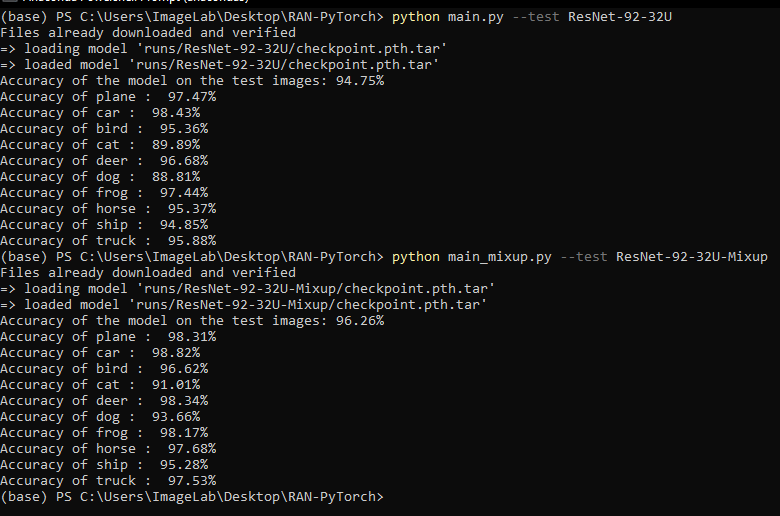 (base) PS C:\Users\ImageLab\Desktop\RAN-PyTorch> python main.py --test ResNet-92-32U
Files already downloaded and verified
=> loading model 'runs/ResNet-92-32U/checkpoint.pth.tar'
=> loaded model 'runs/ResNet-92-32U/checkpoint.pth.tar'
Accuracy of the model on the test images: 94.75%
Accuracy of plane :  97.47%
Accuracy of car :  98.43%
Accuracy of bird :  95.36%
Accuracy of cat :  89.89%
Accuracy of deer :  96.68%
Accuracy of dog :  88.81%
Accuracy of frog :  97.44%
Accuracy of horse :  95.37%
Accuracy of ship :  94.85%
Accuracy of truck :  95.88%
(base) PS C:\Users\ImageLab\Desktop\RAN-PyTorch> python main_mixup.py --test ResNet-92-32U-Mixup
Files already downloaded and verified
=> loading model 'runs/ResNet-92-32U-Mixup/checkpoint.pth.tar'
=> loaded model 'runs/ResNet-92-32U-Mixup/checkpoint.pth.tar'
Accuracy of the model on the test images: 96.26%
Accuracy of plane :  98.31%
Accuracy of car :  98.82%
Accuracy of bird :  96.62%
Accuracy of cat :  91.01%
Accuracy of deer :  98.34%
Accuracy of dog :  93.66%
Accuracy of frog :  98.17%
Accuracy of horse :  97.68%
Accuracy of ship :  95.28%
Accuracy of truck :  97.53%
(base) PS C:\Users\ImageLab\Desktop\RAN-PyTorch>